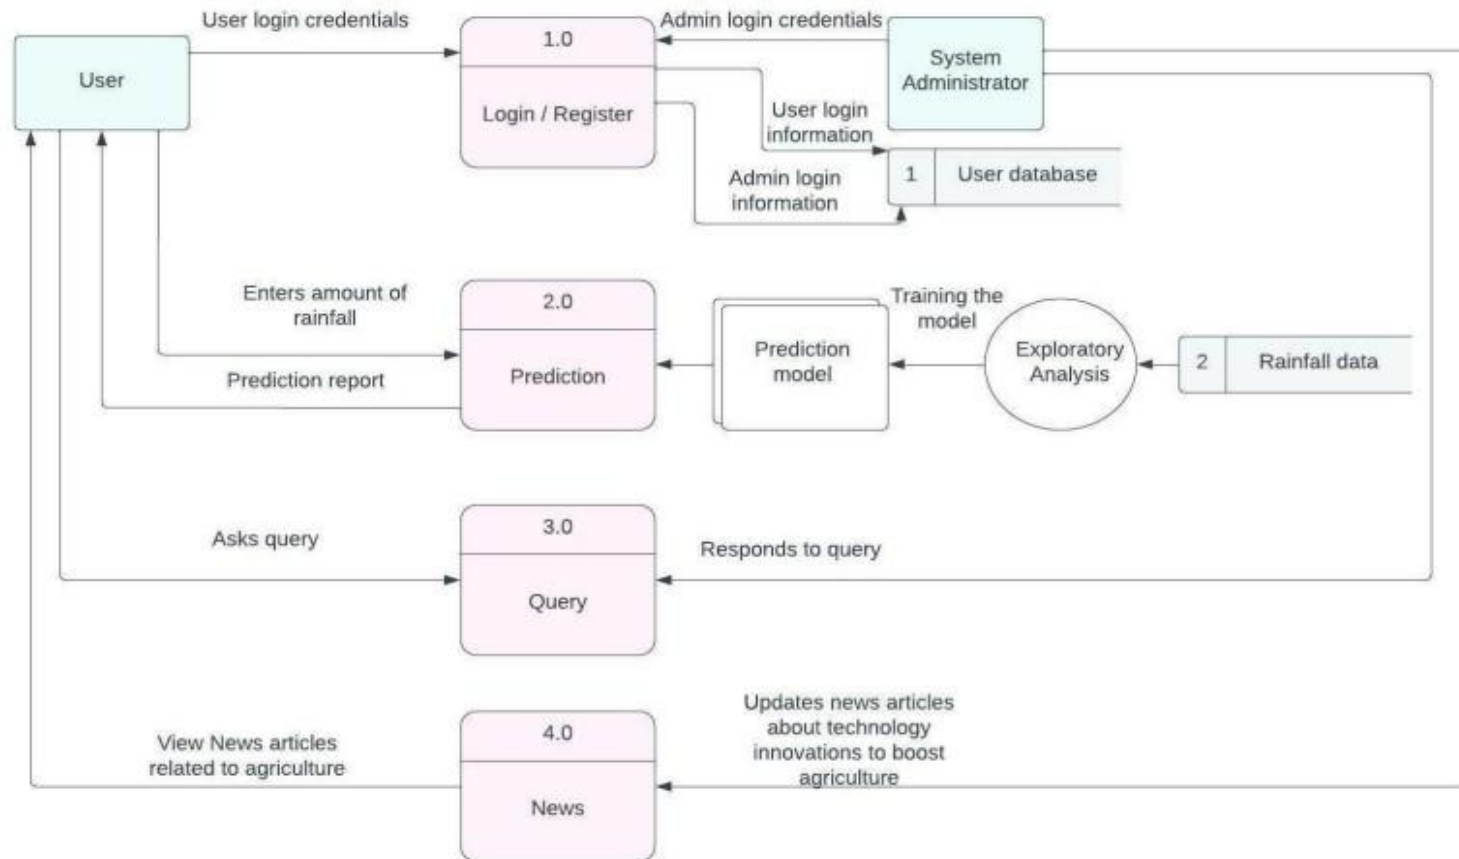 User login credentials
Admin login credentials
1.0
System
Administrator
User
Login / Register
User login
information
1
User database
Admin login
information
Enters amount of
rainfall
2.0
Training the
model
Prediction
model
Exploratory
Analysis
2
Rainfall data
Prediction
Prediction report
3.0
Asks query
Responds to query
Query
Updates news articles
about technology
innovations to boost
agriculture
4.0
View News articles
related to agriculture
News